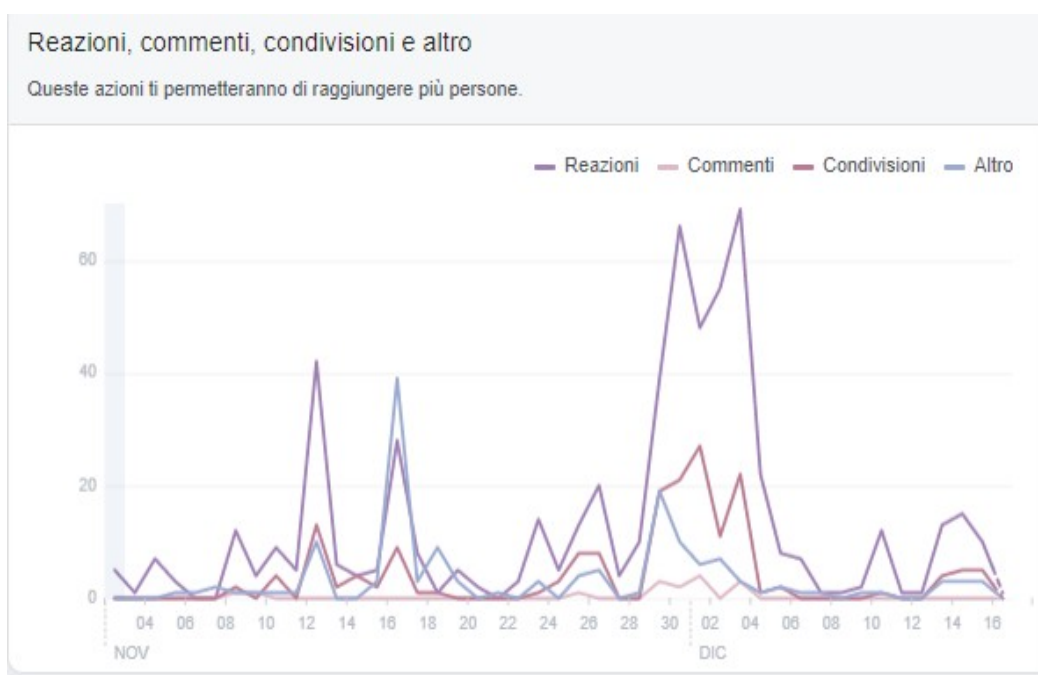 Reazioni, commenti, condivisioni e altro
Queste azioni ti permetteranno di raggiungere più persone.
Reazioni Commenti Condivisioni Altro
60
40
20
0
04 06 08 10 12 14 16 18 20 22 24 26 28 30 02 04 06 08 10 12 14 16
NOV DIC